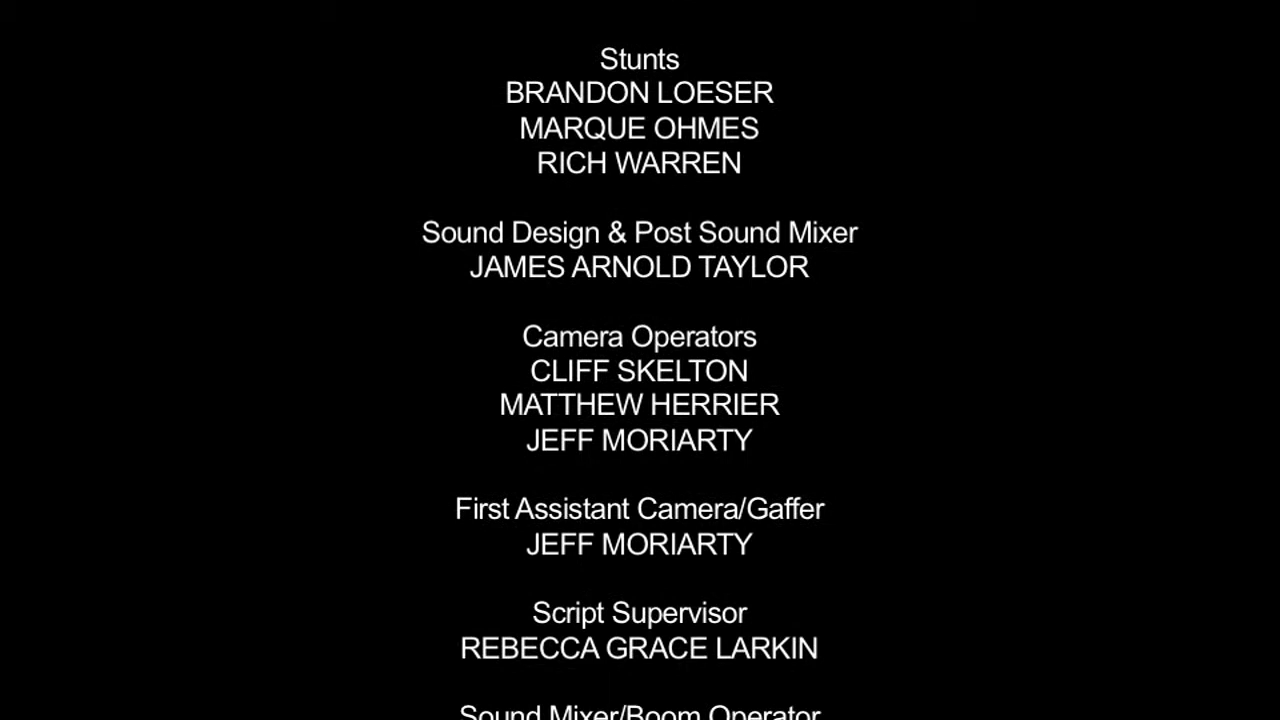 Stunts
BRANDON LOESER
MARQUE OHMES
RICH WARREN
Sound Design & Post Sound Mixer
JAMES ARNOLD TAYLOR
Camera Operators
CLIFF SKELTON
MATTHEW HERRIER
JEFF MORIARTY
First Assistant Camera/Gaffer
JEFF MORIARTY
Script Supervisor
REBECCA GRACE LARKIN
Sound Mixer/Boom Operator